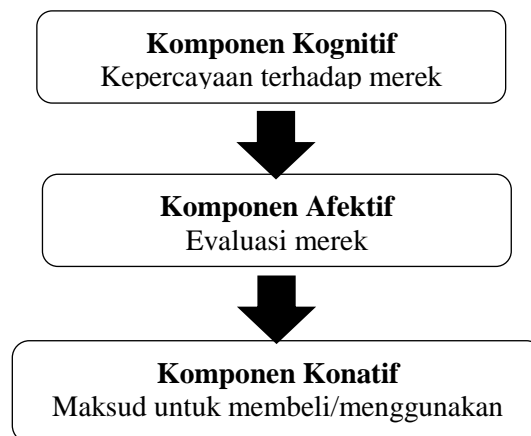 Komponen Kognitif
Kepercayaan terhadap merek
Komponen Afektif
Evaluasi merek
Komponen Konatif
Maksud untuk membeli/menggunakan